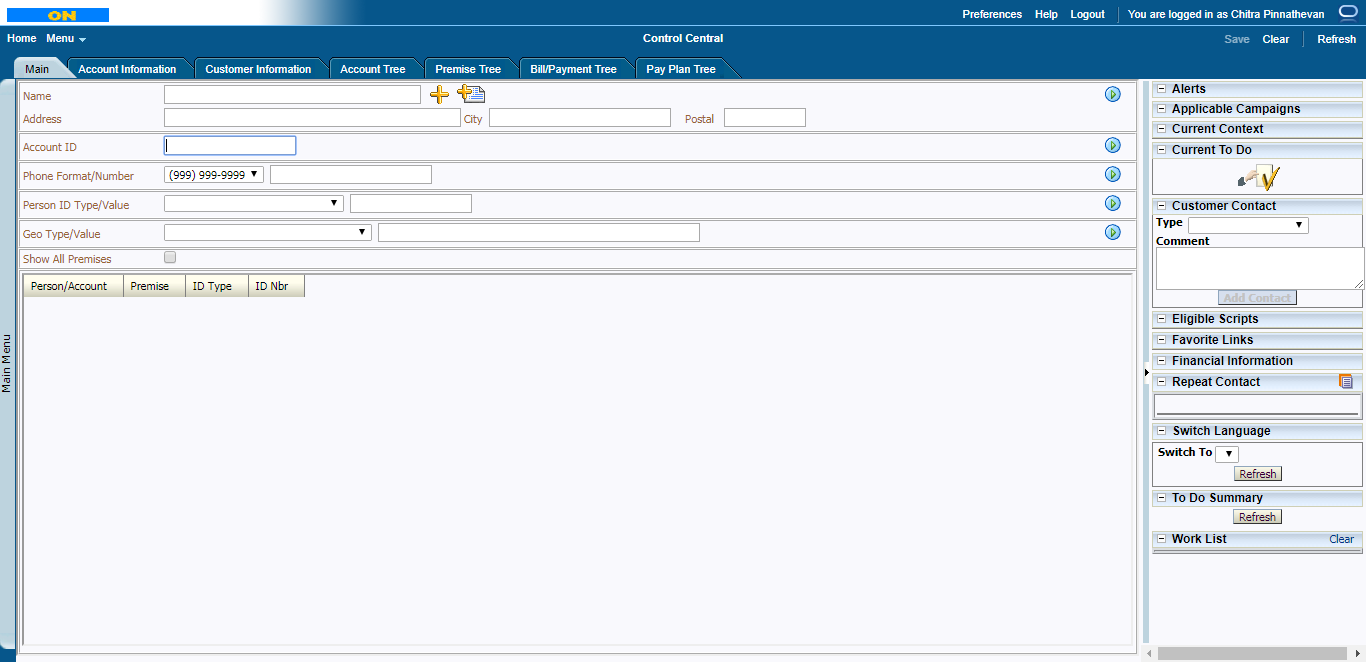 ON
Preferences Help Logout You are logged in as Chitra Pinnathevan
Home Menu Control Central Save Clear Refresh
Main Account Information Customer Information Account Tree Premise Tree Bill/Payment Tree Pay Plan Tree
Main Menu
Name
Address City Postal
Account ID
Phone Format/Number (999) 999-9999
Person ID Type/Value
Geo Type/Value
Show All Premises
Person/Account Premise ID Type ID Nbr
Alerts
Applicable Campaigns
Current Context
Current To Do
Customer Contact
Type
Comment
Add Contact
Eligible Scripts
Favorite Links
Financial Information
Repeat Contact
Switch Language
Switch To
Refresh
To Do Summary
Refresh
Work List Clear